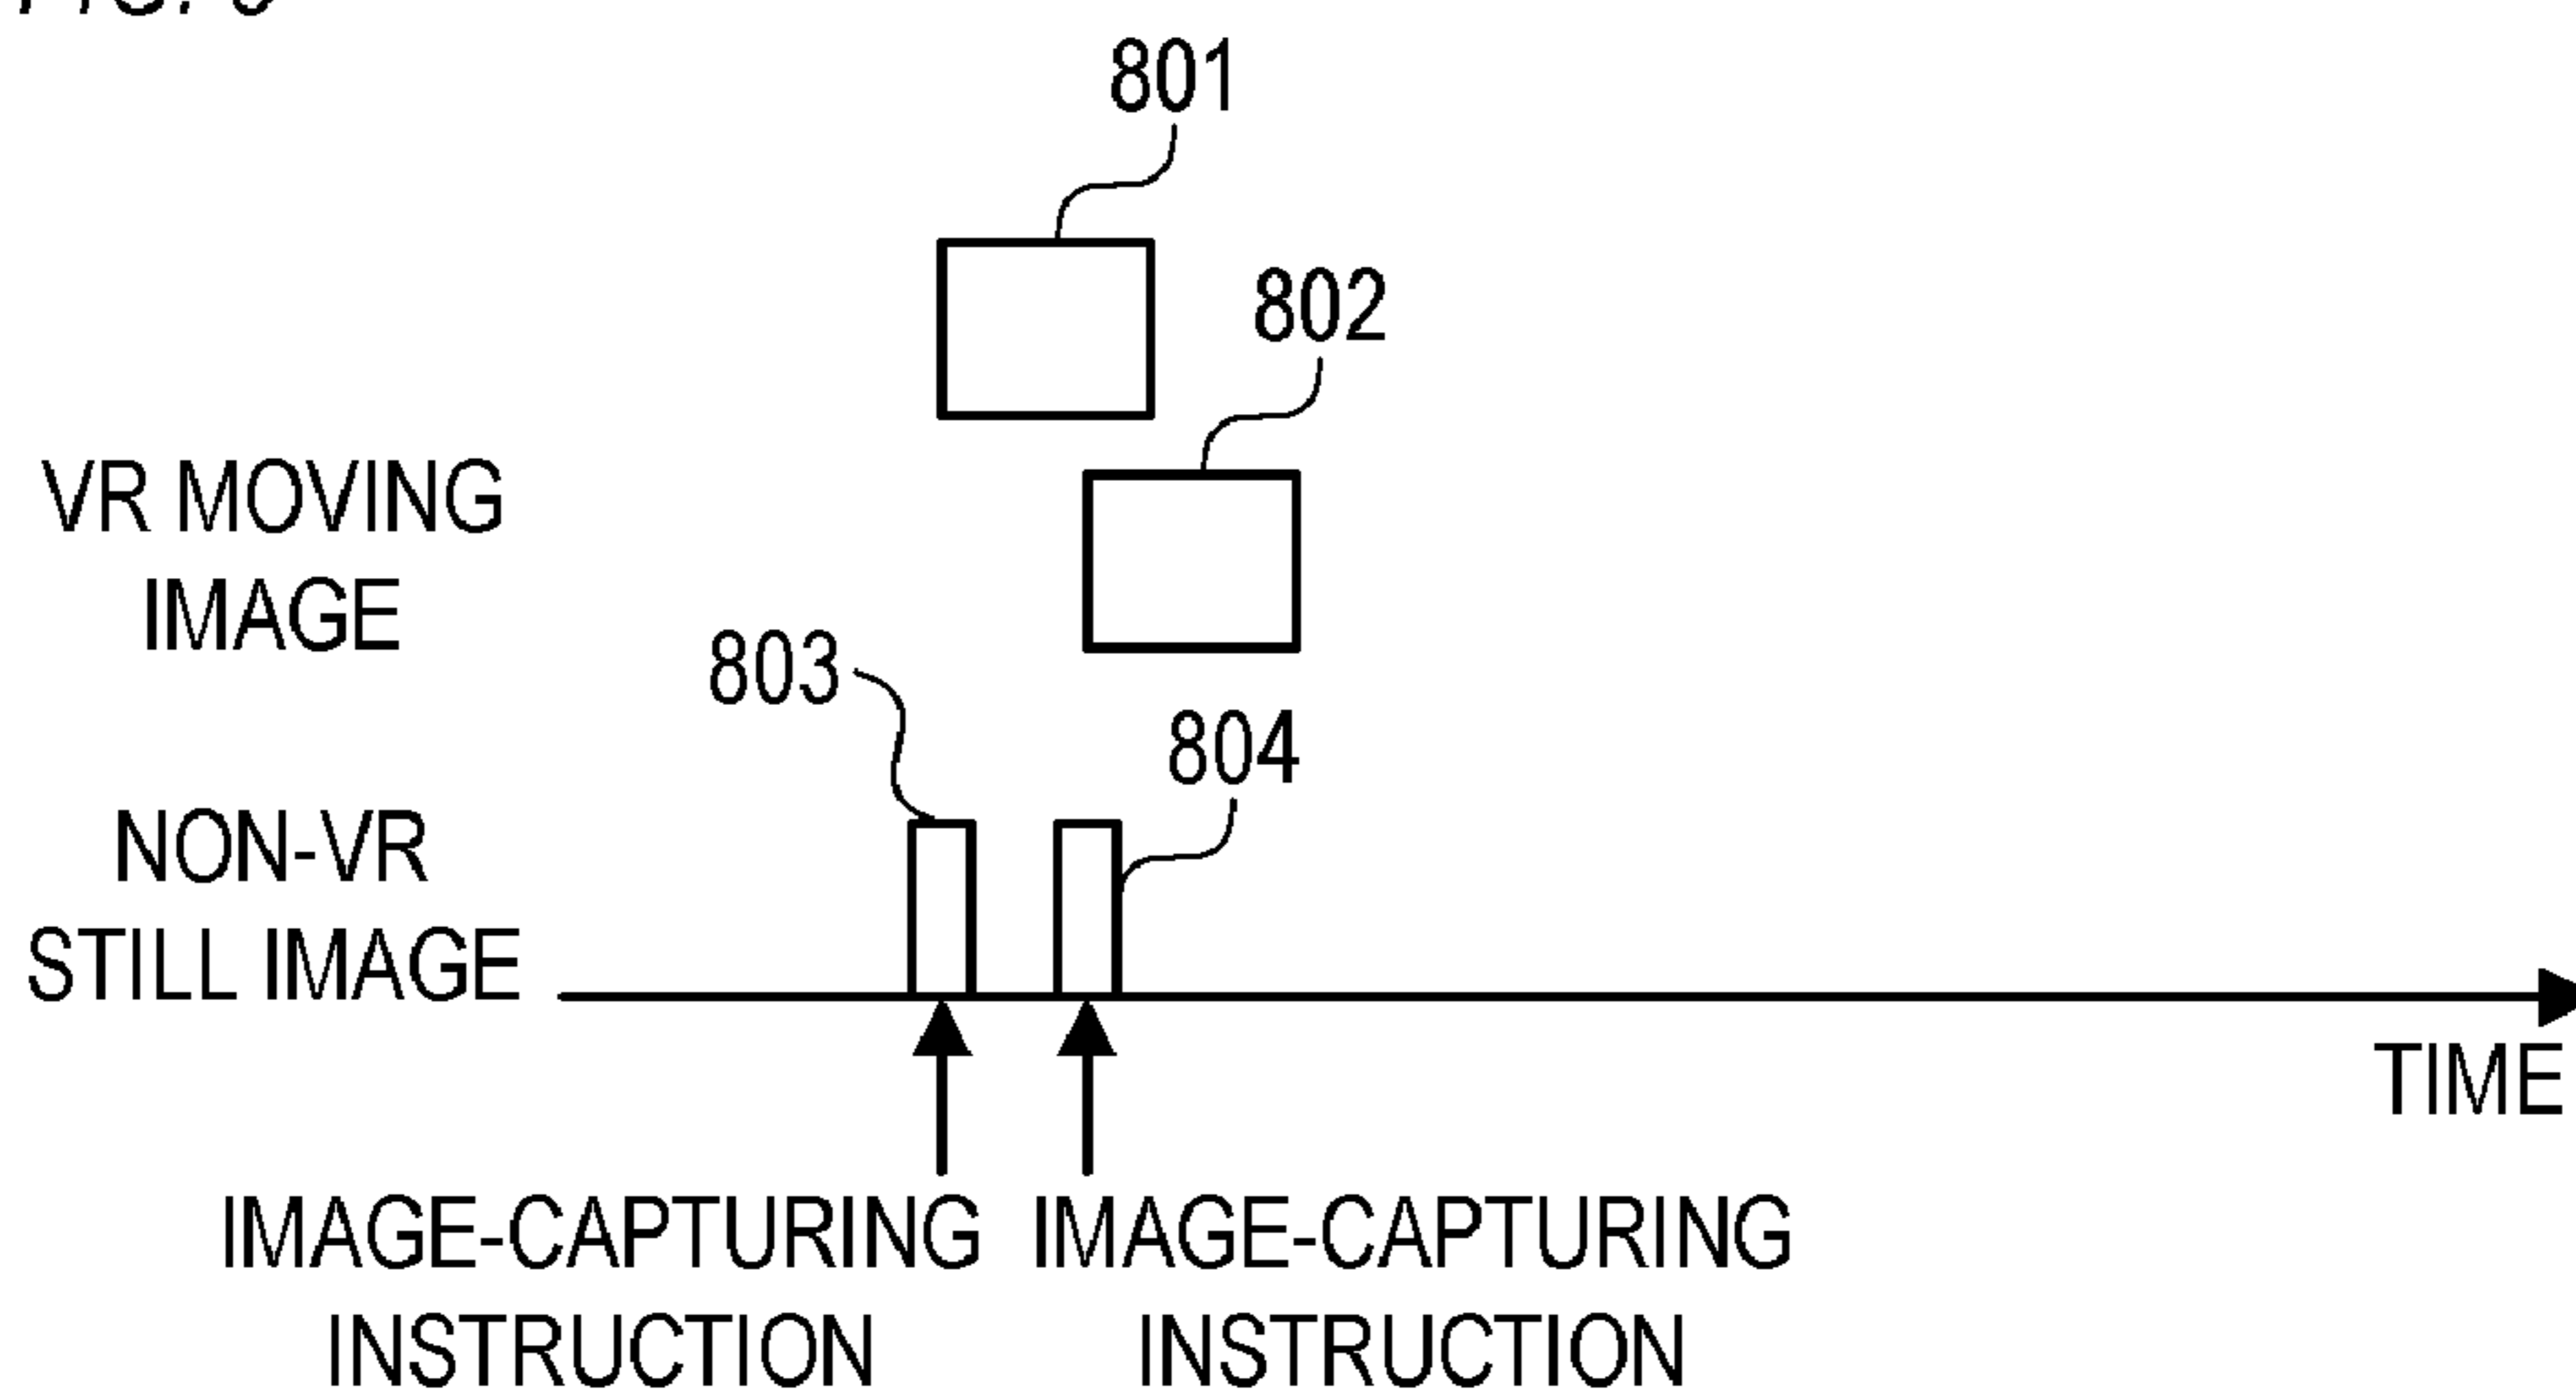 801
802
VR MOVING
IMAGE
803
804
NON-VR
STILL IMAGE
TIME
IMAGE-CAPTURING
INSTRUCTION
IMAGE-CAPTURING
INSTRUCTION